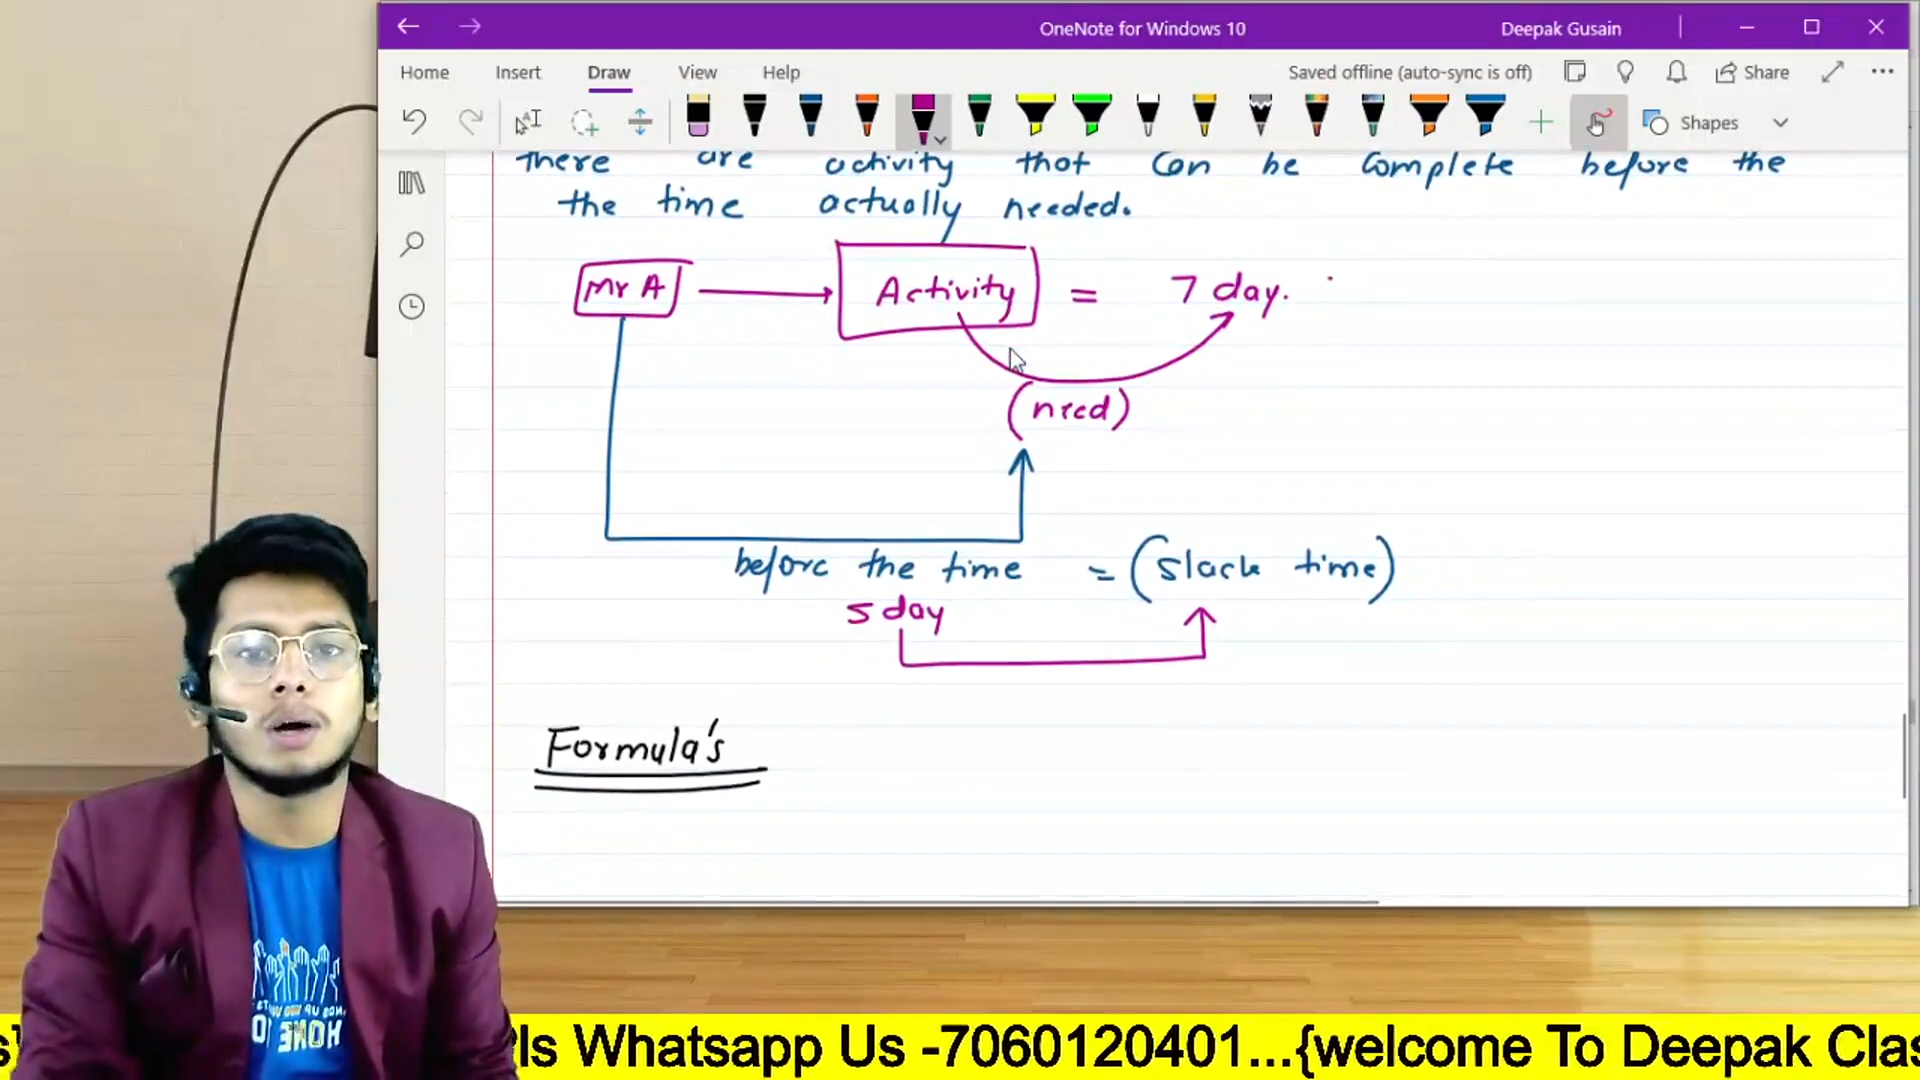 OneNote for Windows 10
Deepak Gusain
Home Insert Draw View Help
Saved offline (auto-sync is off)
Share
Shapes
there are activity that can be complete before the
the time actually needed.
Mr A
Activity = 7 day.
(need)
before the time = (slack time)
5 day
Formula's
HOME
Pls Whatsapp Us -7060120401...{welcome To Deepak Clas